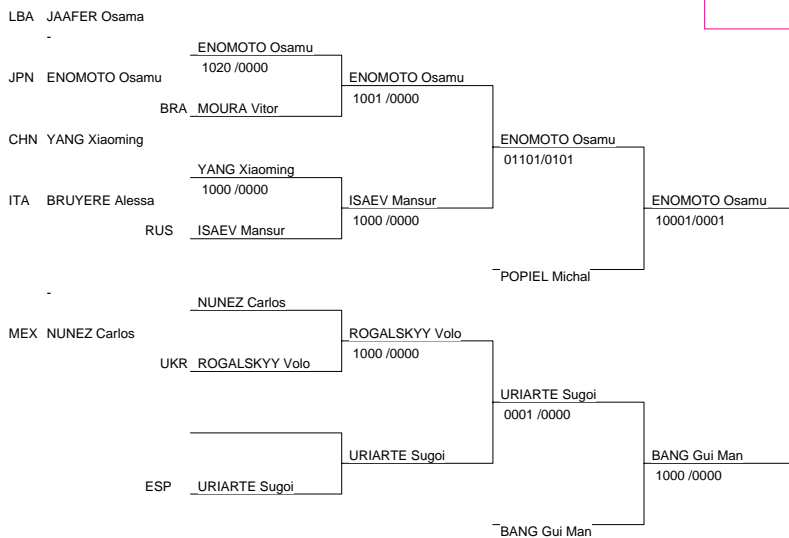 LBA JAAFER Osama
-
ENOMOTO Osamu
1020 /0000
JPN ENOMOTO Osamu
ENOMOTO Osamu
1001 /0000
BRA MOURA Vitor
CHN YANG Xiaoming
ENOMOTO Osamu
01101/0101
YANG Xiaoming
1000 /0000
ITA BRUYERE Alessa
ISAEV Mansur
1000 /0000
ENOMOTO Osamu
10001/0001
RUS ISAEV Mansur
POPIEL Michal
-
NUNEZ Carlos
MEX NUNEZ Carlos
ROGALSKYY Volo
1000 /0000
UKR ROGALSKYY Volo
URIARTE Sugoi
0001 /0000
URIARTE Sugoi
BANG Gui Man
1000 /0000
ESP URIARTE Sugoi
BANG Gui Man